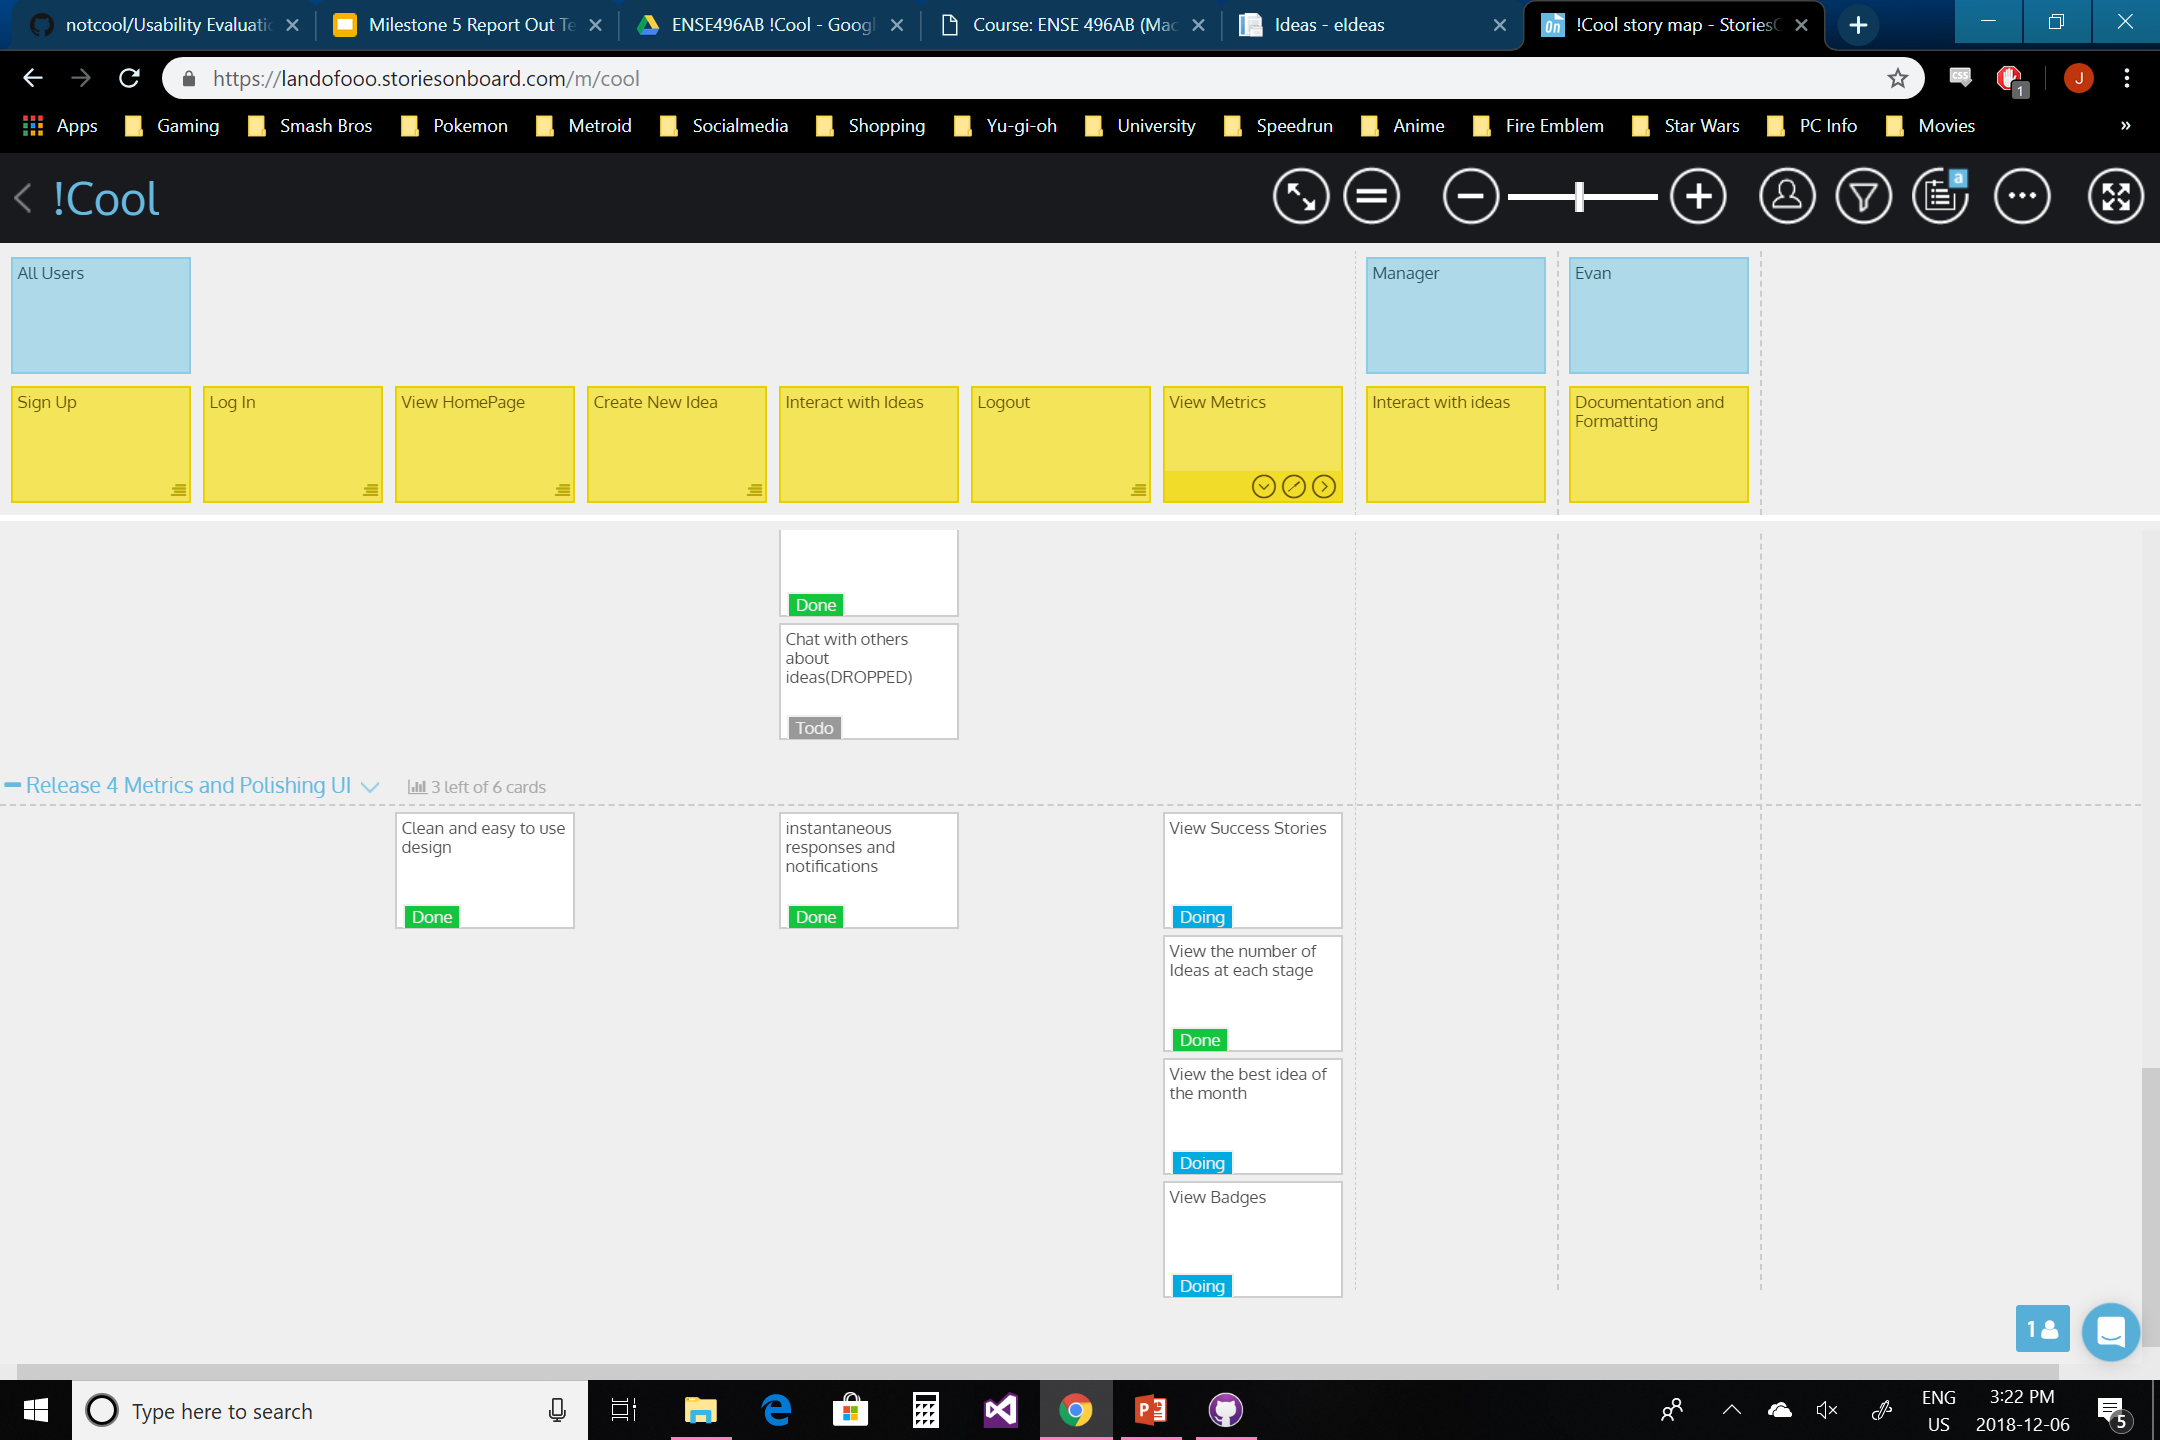 notcool/Usability Evaluati
Milestone 5 Report Out Te
ENSE496AB !Cool - Googl
Course: ENSE 496AB (Mac
Ideas - eIdeas
!Cool story map - StoriesO
https://landofooo.storiesonboard.com/m/cool
css
1
J
Apps
Gaming
Smash Bros
Pokemon
Metroid
Socialmedia
Shopping
Yu-gi-oh
University
Speedrun
Anime
Fire Emblem
Star Wars
PC Info
Movies
»
!Cool
a
All Users
Manager
Evan
Sign Up
Log In
View HomePage
Create New Idea
Interact with Ideas
Logout
View Metrics
Interact with ideas
Documentation and
Formatting
Done
Chat with others
about
ideas(DROPPED)
Todo
Release 4 Metrics and Polishing UI
3 left of 6 cards
Clean and easy to use
design
Done
instantaneous
responses and
notifications
Done
View Success Stories
Doing
View the number of
Ideas at each stage
Done
View the best idea of
the month
Doing
View Badges
Doing
1
Type here to search
ENG
US
3:22 PM
2018-12-06
5